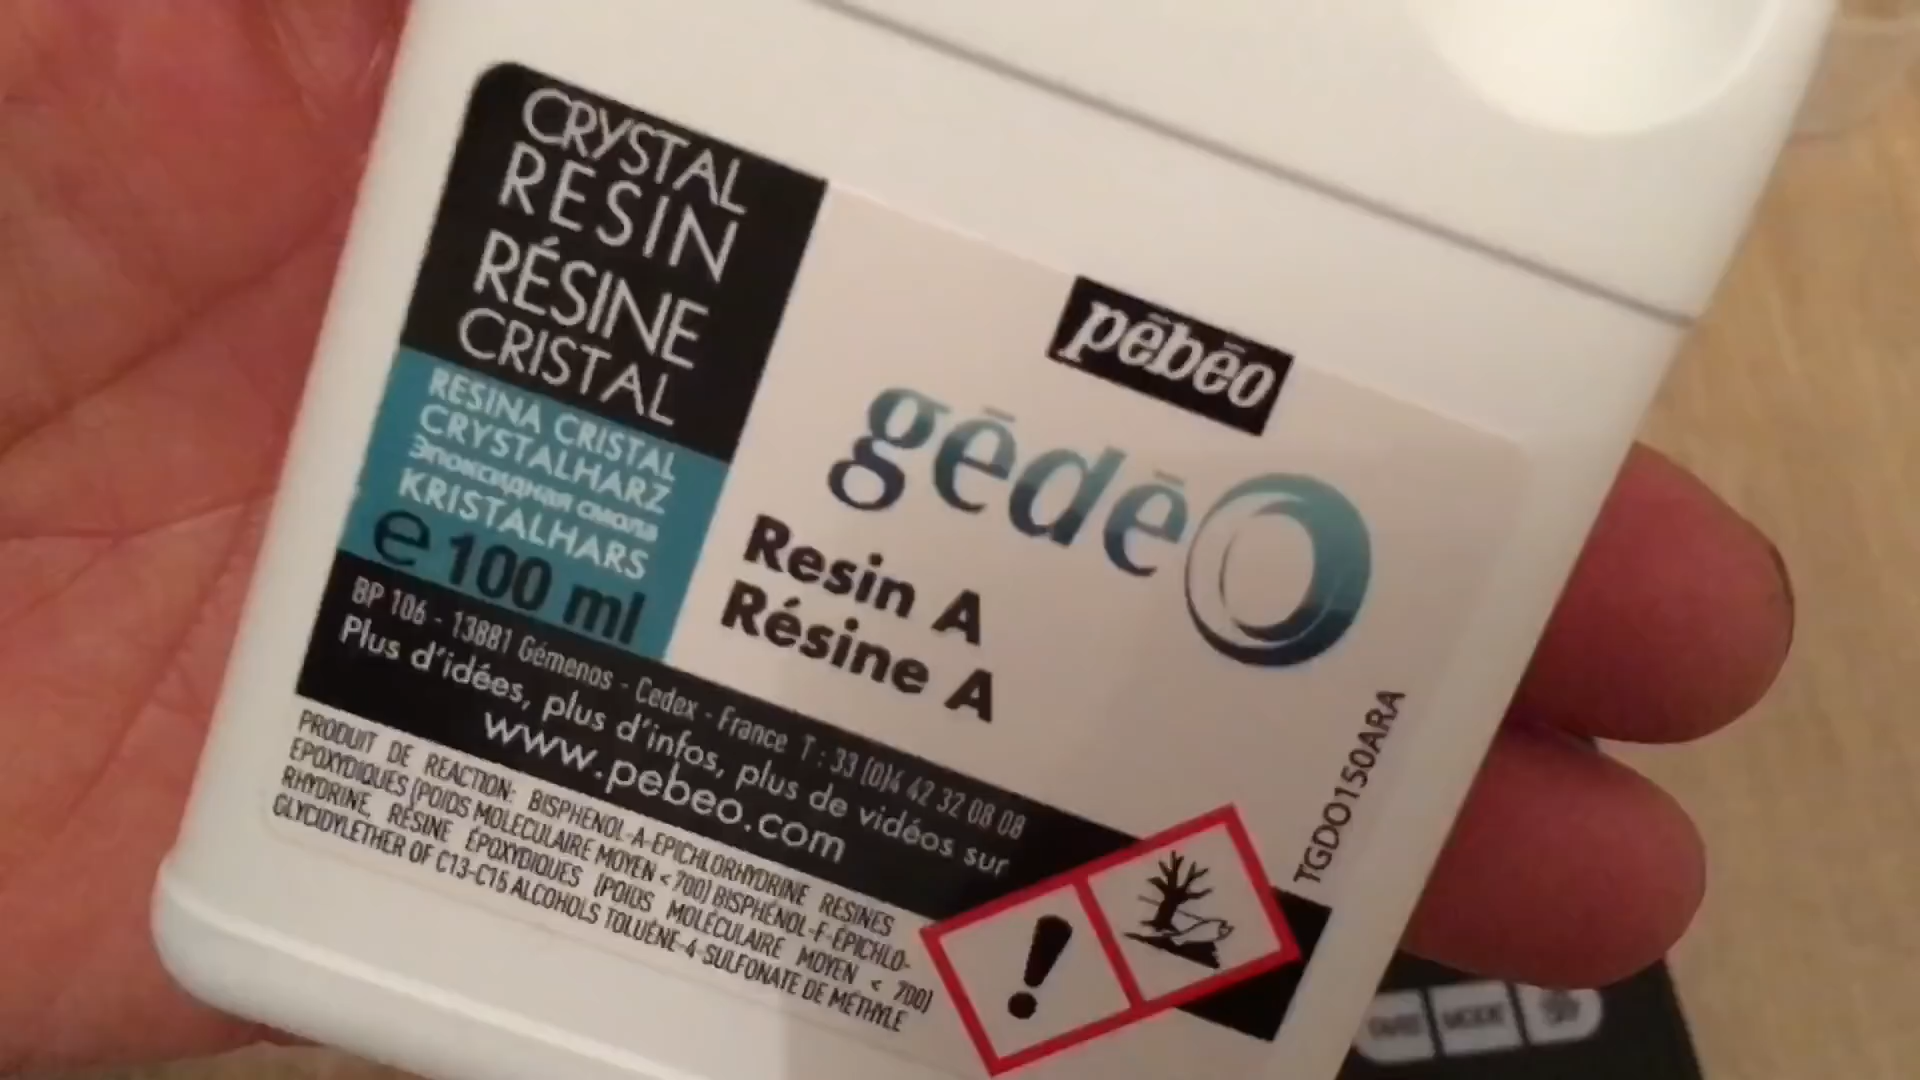 CRYSTAL
RESIN
RÉSINE
CRISTAL
RESINA CRISTAL
CRYSTALHARZ
Эпоксидная смола
KRISTALHARS
e 100 ml
pēbēo
gēdēO
Resin A
Résine A
BP 106 - 13881 Gémenos - Cedex - France T : 33 (0)4 42 32 08 08
Plus d'idées, plus d'infos, plus de vidéos sur
www.pebeo.com
PRODUIT DE REACTION: BISPHENOL-A-EPICHLORHYDRINE RESINES
EPOXYDIQUES (POIDS MOLECULAIRE MOYEN < 700) BISPHÉNOL-F-ÉPICHLO-
RHYDRINE, RÉSINE ÉPOXYDIQUES (POIDS MOLÉCULAIRE MOYEN < 700)
GLYCIDYLETHER OF C13-C15 ALCOHOLS TOLUÈNE-4-SULFONATE DE MÉTHYLE
TGDO150ARA
MODE